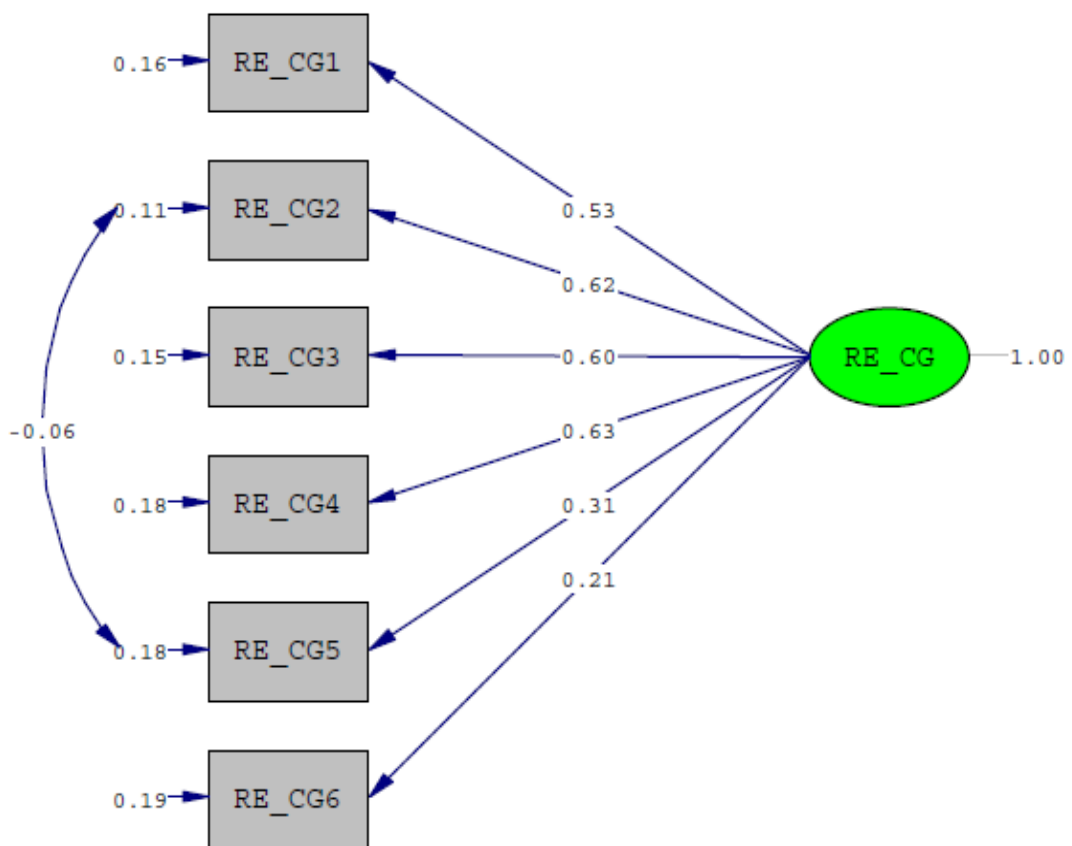 0.16 RE_CG1
0.53
0.11 RE_CG2
0.62
0.15 RE_CG3
0.60
RE_CG 1.00
-0.06
0.63
0.18 RE_CG4
0.31
0.21
0.18 RE_CG5
0.19 RE_CG6